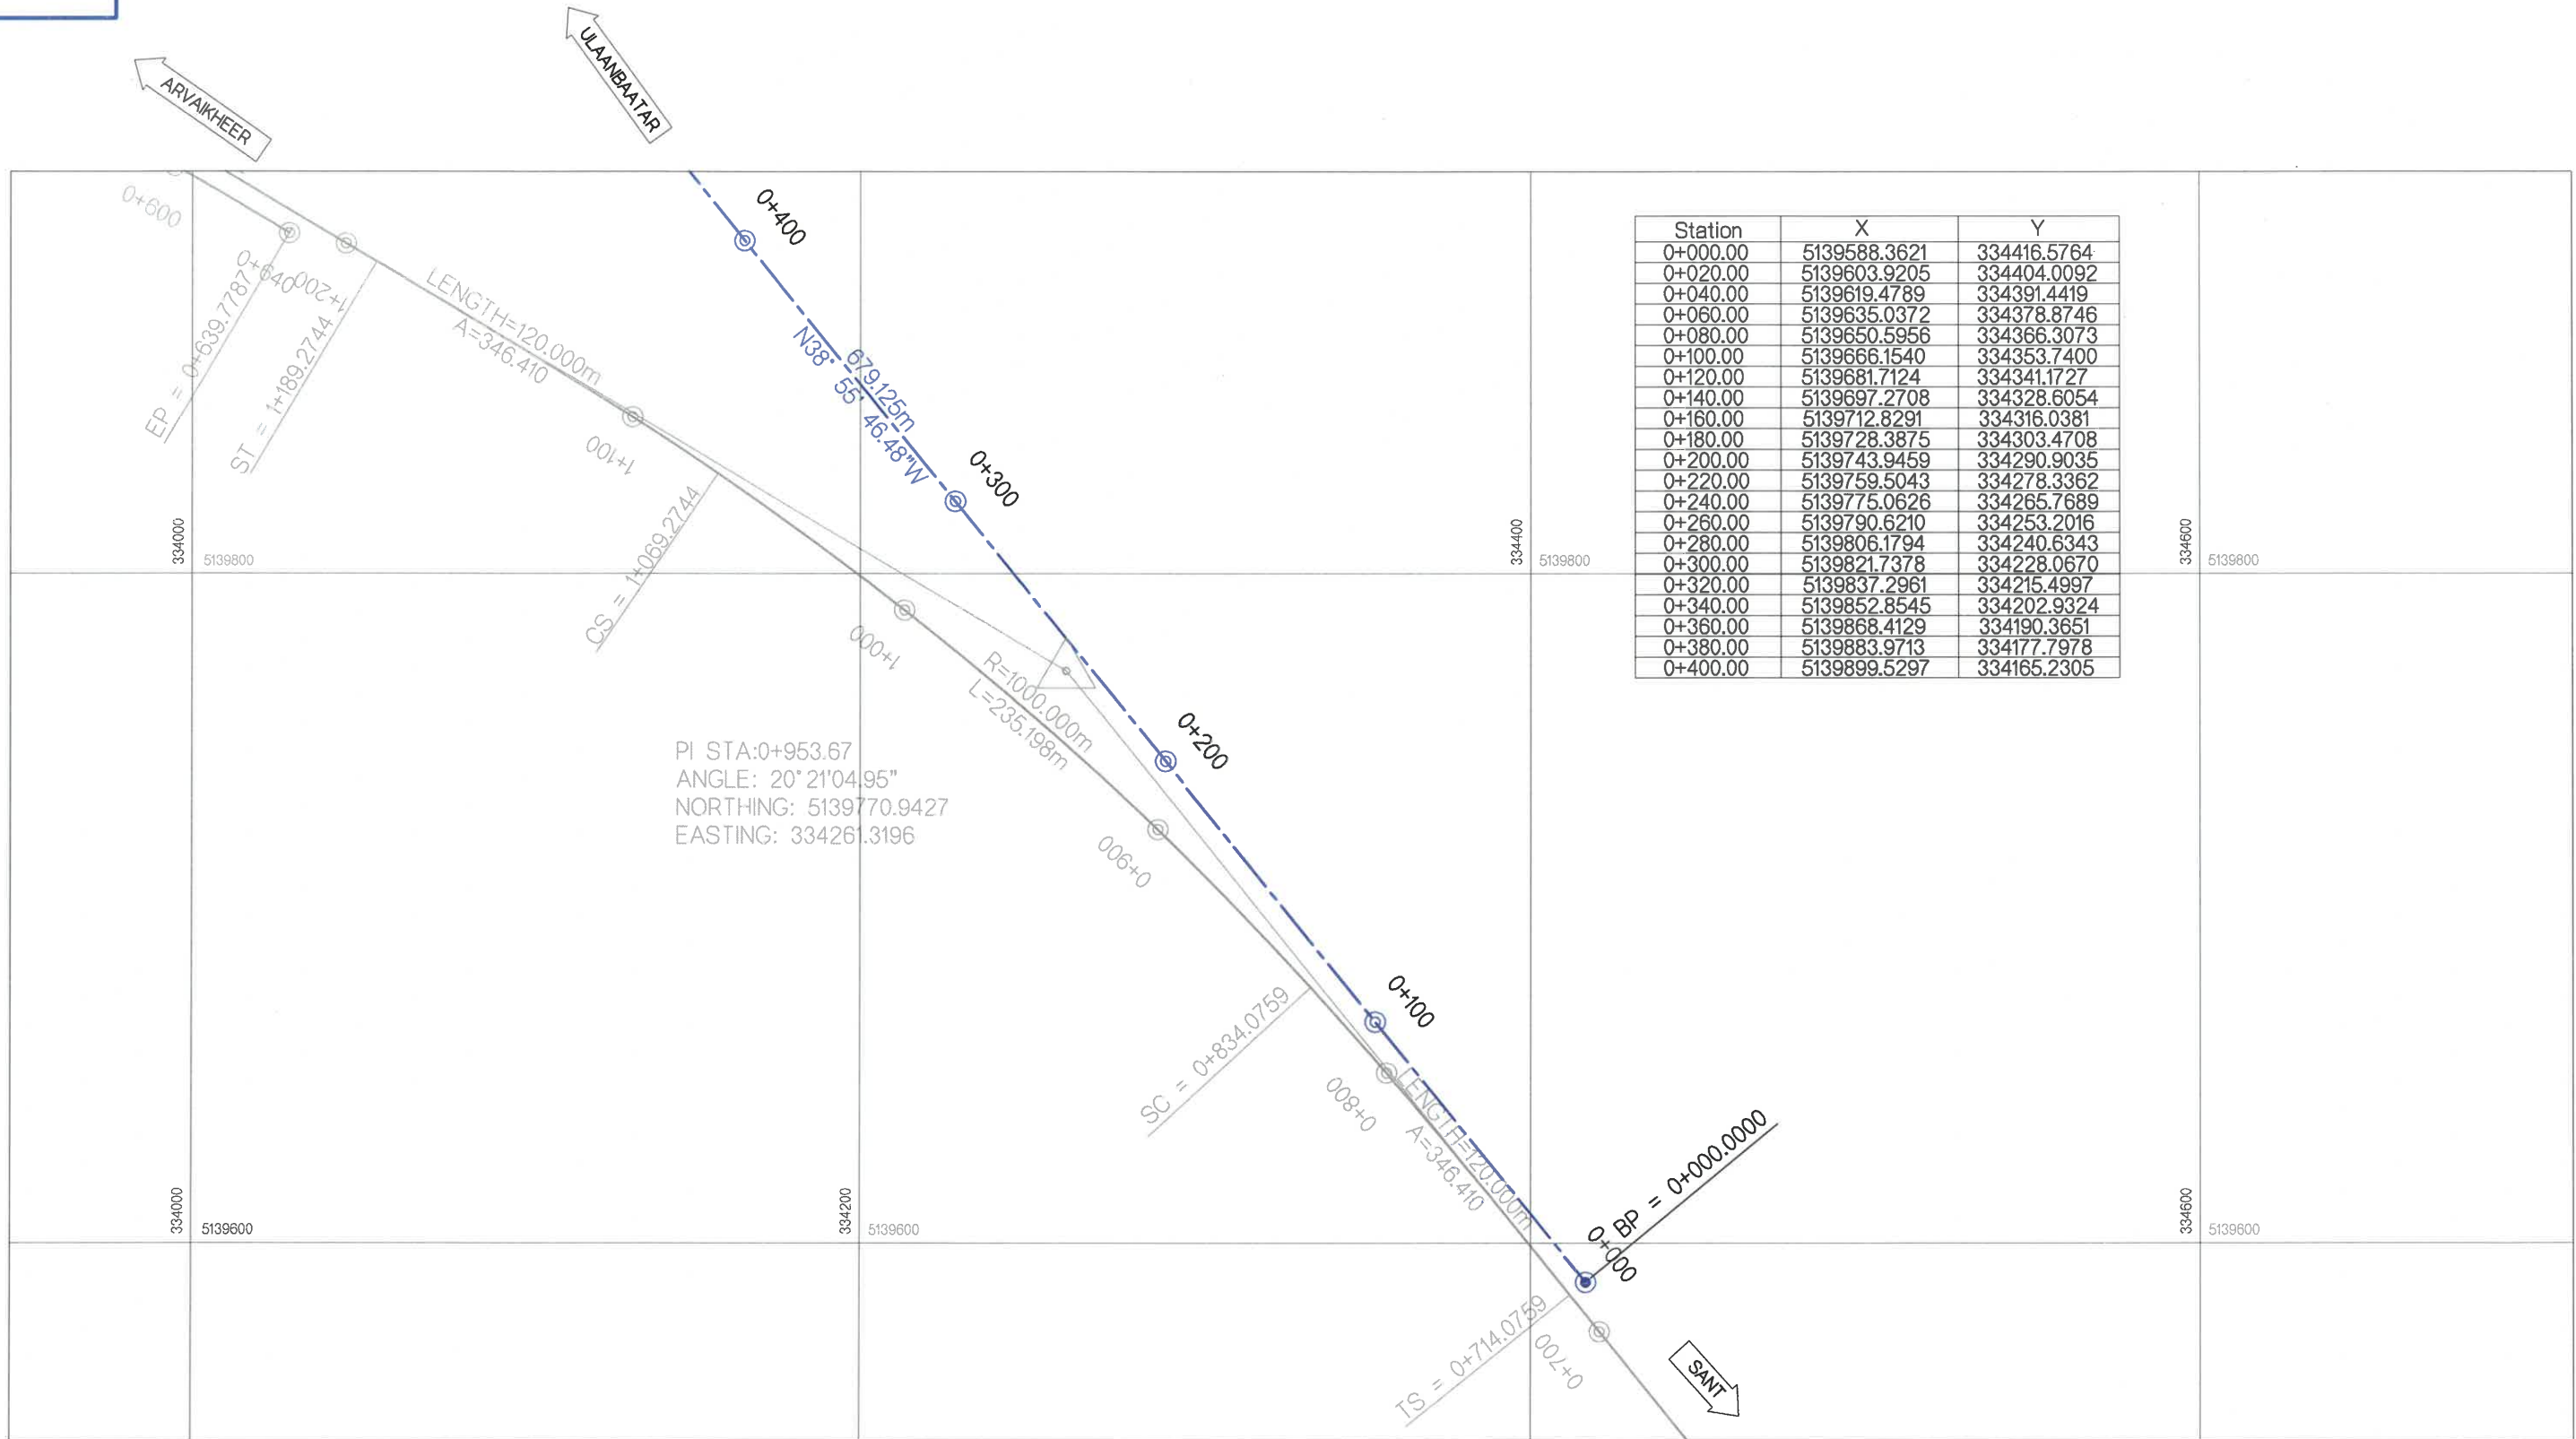 ULAANBAATAR
ARVAIKHEER
0+600
0+640
EP = 0+639.7787
1+200
ST = 1+189.2744
LENGTH=120.000m
A=346.410
1+100
CS = 1+069.2744
0+400
679.125m
N38° 55' 46.48"W
0+300
Station X Y
0+000.00 5139588.3621 334416.5764
0+020.00 5139603.9205 334404.0092
0+040.00 5139619.4789 334391.4419
0+060.00 5139635.0372 334378.8746
0+080.00 5139650.5956 334366.3073
0+100.00 5139666.1540 334353.7400
0+120.00 5139681.7124 334341.1727
0+140.00 5139697.2708 334328.6054
0+160.00 5139712.8291 334316.0381
0+180.00 5139728.3875 334303.4708
0+200.00 5139743.9459 334290.9035
0+220.00 5139759.5043 334278.3362
0+240.00 5139775.0626 334265.7689
0+260.00 5139790.6210 334253.2016
0+280.00 5139806.1794 334240.6343
0+300.00 5139821.7378 334228.0670
0+320.00 5139837.2961 334215.4997
0+340.00 5139852.8545 334202.9324
0+360.00 5139868.4129 334190.3651
0+380.00 5139883.9713 334177.7978
0+400.00 5139899.5297 334165.2305
334000
5139800
334400
5139800
334600
5139800
1+000
R=1000.000m
L=235.198m
0+200
PI STA:0+953.67
ANGLE: 20°21'04.95"
NORTHING: 5139770.9427
EASTING: 334261.3196
0+900
SC = 0+834.0759
0+100
0+800
LENGTH=120.000m
A=346.410
BP = 0+000.0000
0+000
334000
5139600
334200
5139600
334600
5139600
TS = 0+714.0759
0+700
SANT